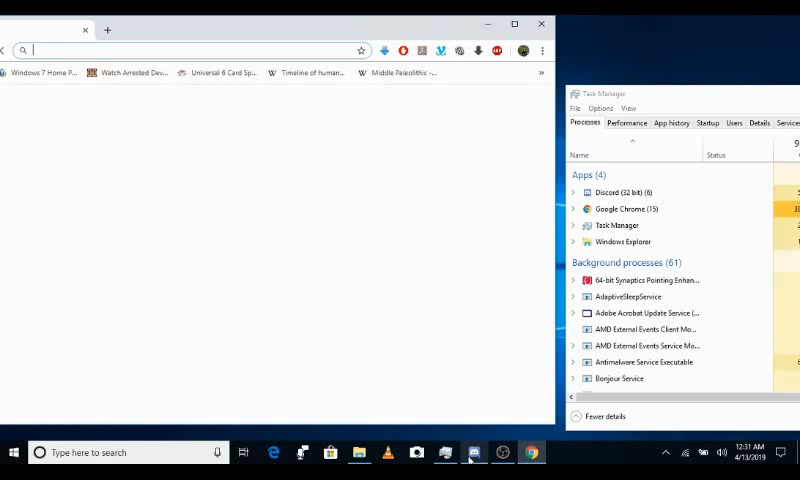 Windows 7 Home P...
Watch Arrested Dev...
Universal 6 Card Sp...
Timeline of human...
Middle Paleolithic -...
»
Task Manager
File Options View
Processes Performance App history Startup Users Details Services
9
Name Status
Apps (4)
Discord (32 bit) (6)
Google Chrome (15)
39
Task Manager
Windows Explorer
Background processes (61)
64-bit Synaptics Pointing Enhan...
AdaptiveSleepService
Adobe Acrobat Update Service (...
AMD External Events Client Mo...
AMD External Events Service Mo...
Antimalware Service Executable
Bonjour Service
Fewer details
Type here to search
12:31 AM
4/13/2019